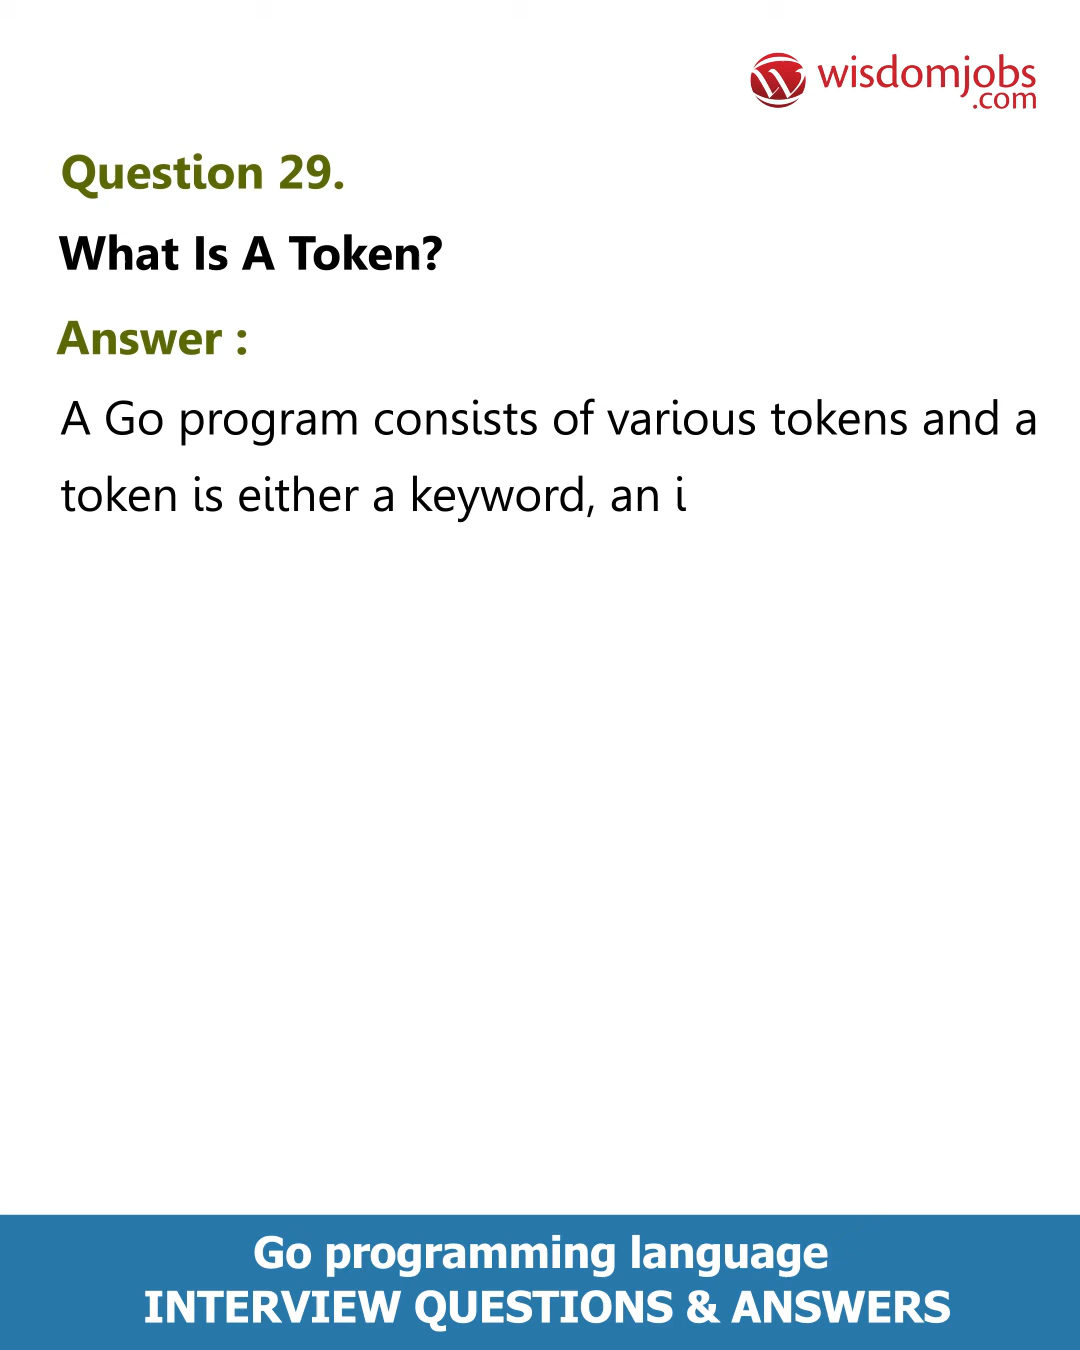 wisdomjobs
.com
Question 29.
What Is A Token?
Answer :
A Go program consists of various tokens and a
token is either a keyword, an i
Go programming language
INTERVIEW QUESTIONS & ANSWERS